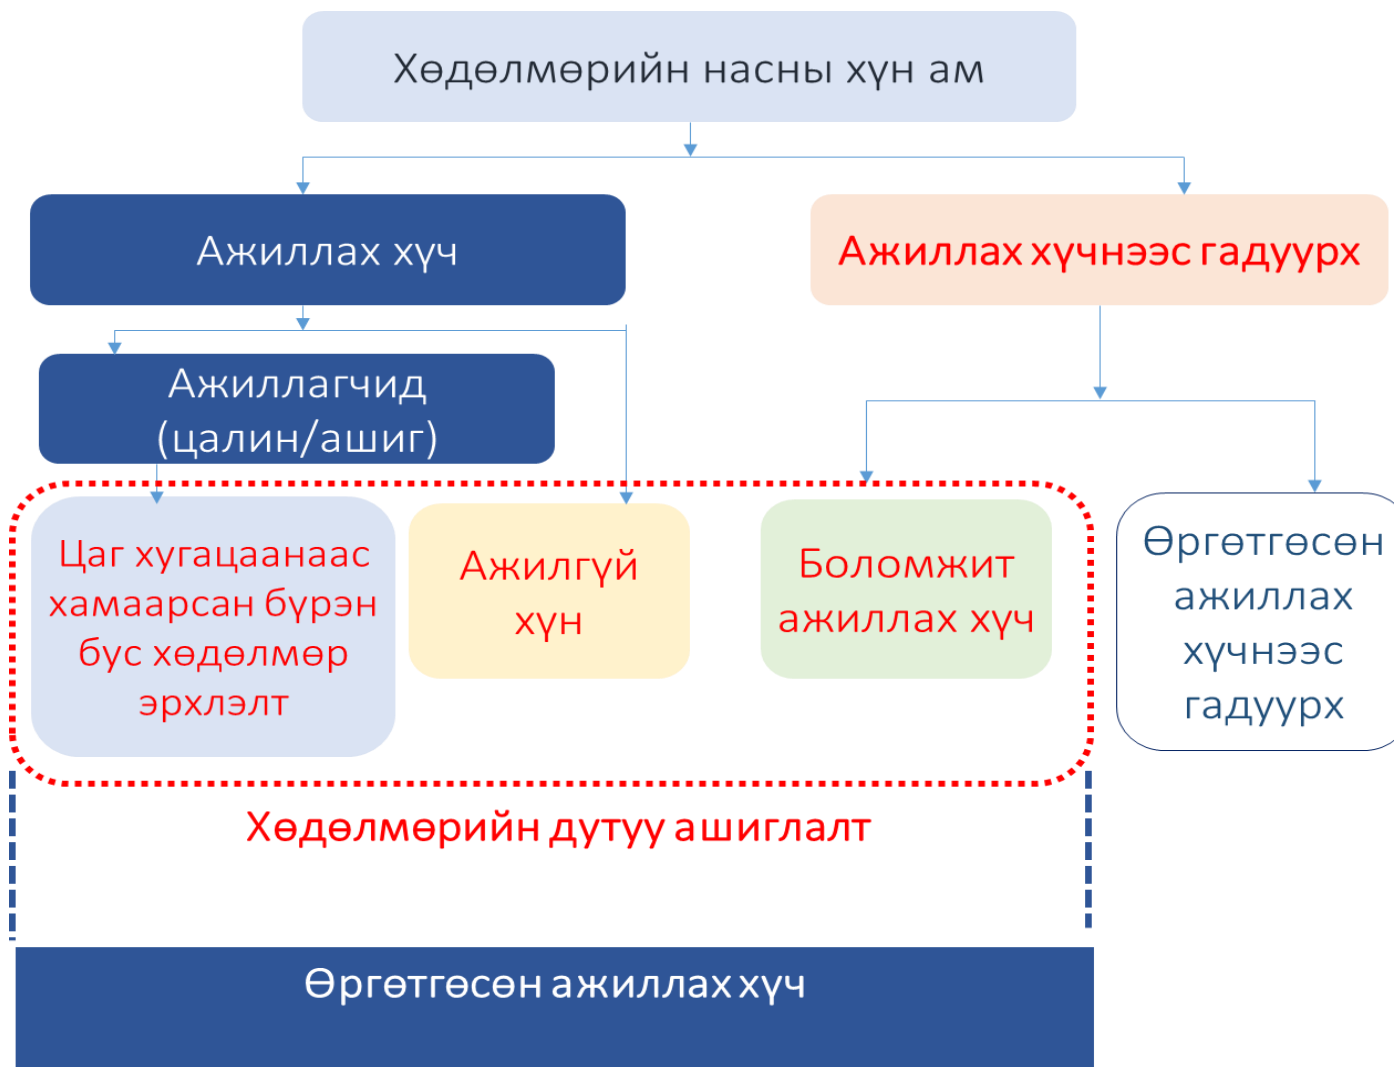 Хөдөлмөрийн насны хүн ам
Ажиллах хүч
Ажиллах хүчнээс гадуурх
Ажиллагчид
(цалин/ашиг)
Цаг хугацаанаас
хамаарсан бүрэн
бус хөдөлмөр
эрхлэлт
Ажилгүй
хүн
Боломжит
ажиллах хүч
Өргөтгөсөн
ажиллах
хүчнээс
гадуурх
Хөдөлмөрийн дутуу ашиглалт
Өргөтгөсөн ажиллах хүч